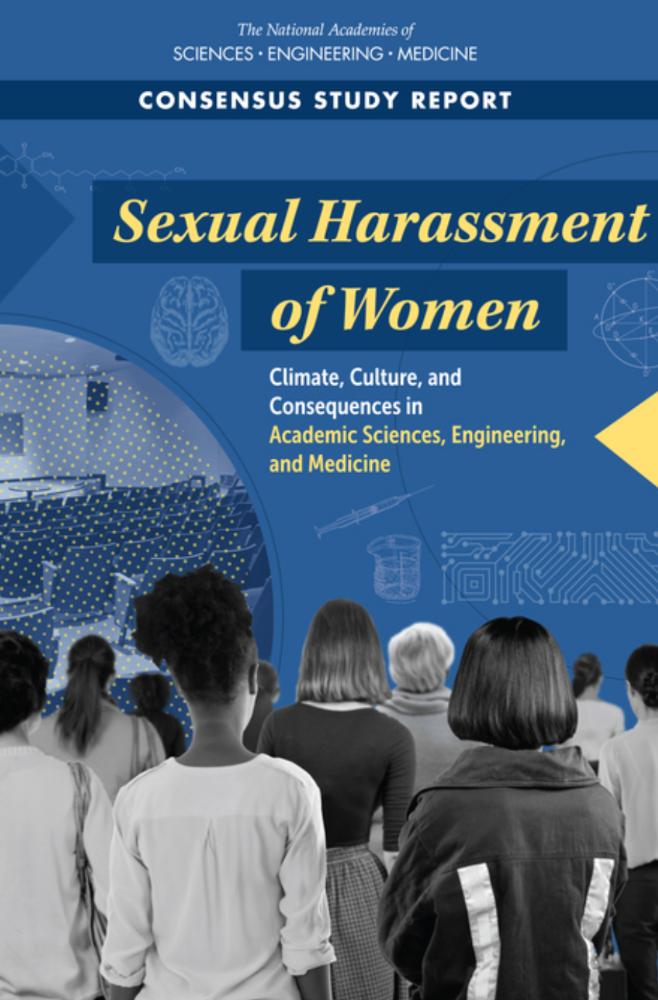 The National Academies of
SCIENCES • ENGINEERING • MEDICINE
CONSENSUS STUDY REPORT
Sexual Harassment
of Women
Climate, Culture, and
Consequences in
Academic Sciences, Engineering,
and Medicine